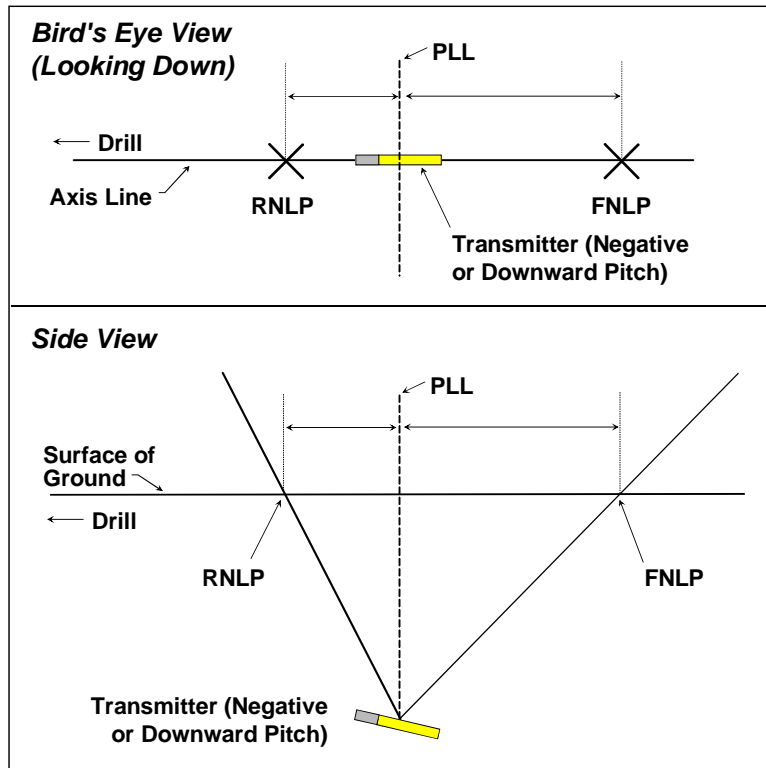 Bird's Eye View
(Looking Down)
PLL
Drill
Axis Line
RNLP
FNLP
Transmitter (Negative
or Downward Pitch)
Side View
PLL
Surface of
Ground
Drill
RNLP
FNLP
Transmitter (Negative
or Downward Pitch)